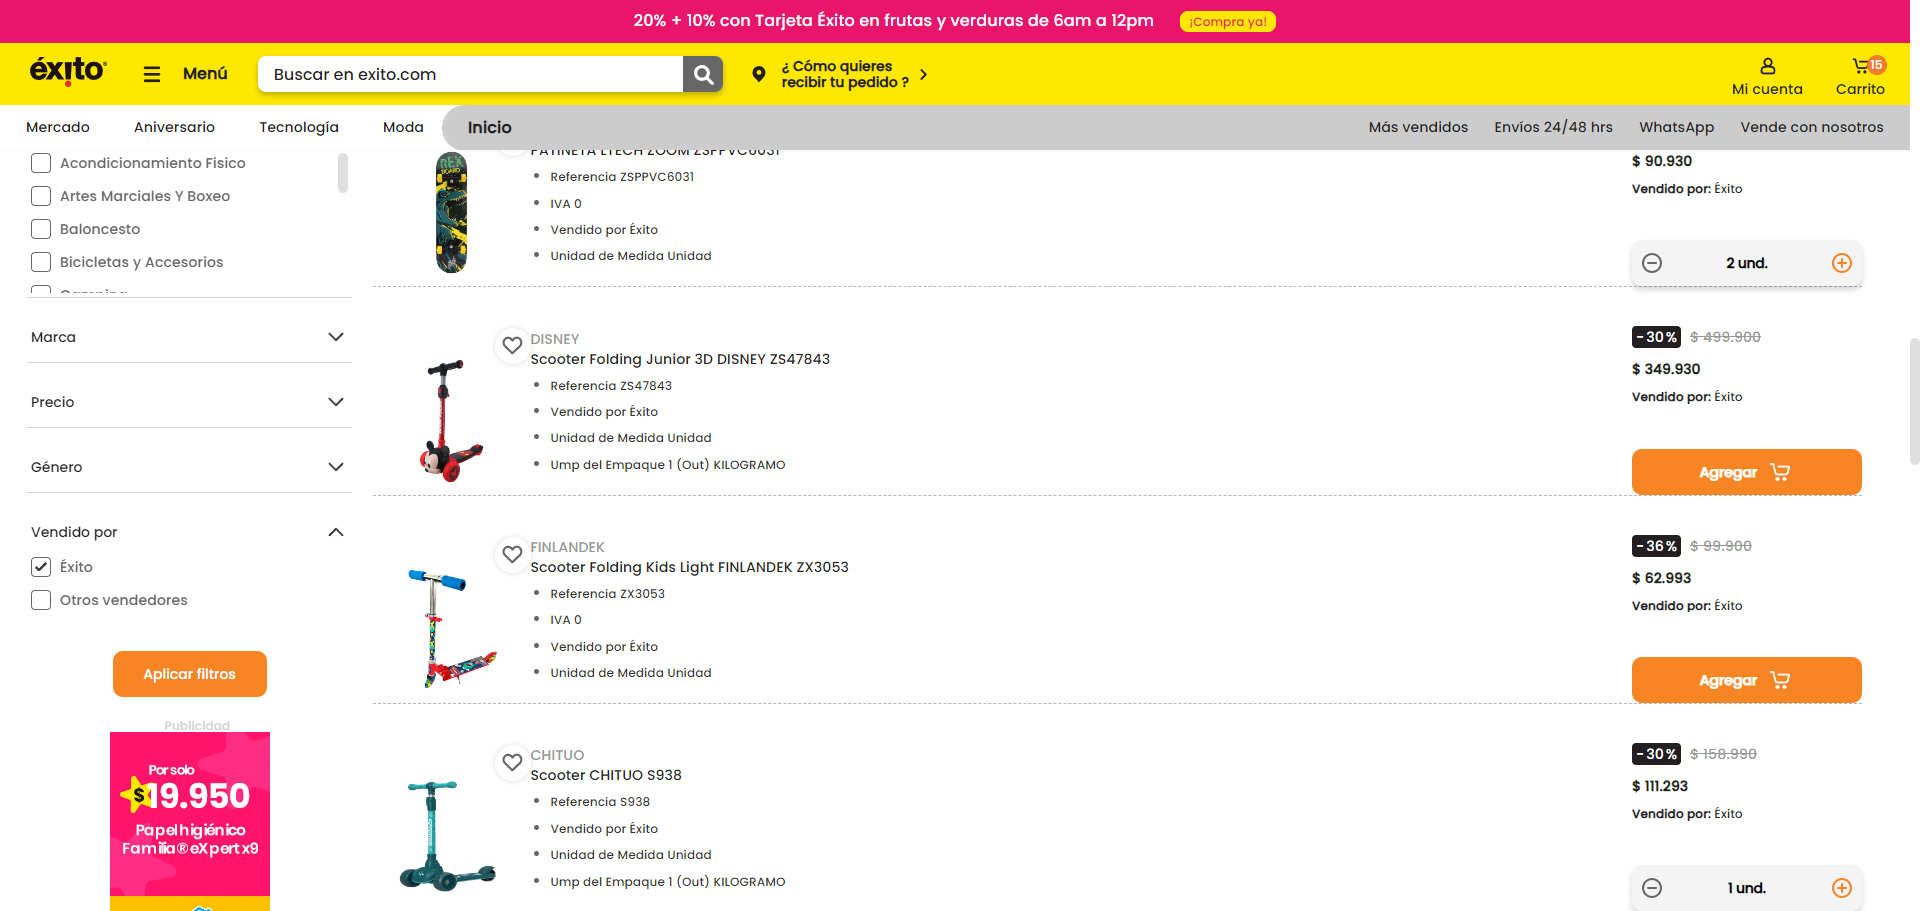 20% + 10% con Tarjeta Éxito en frutas y verduras de 6am a 12pm
¡Compra ya!
éxito
Menú
Buscar en exito.com
¿ Cómo quieres
recibir tu pedido ?
Mi cuenta
15
Carrito
Mercado
Aniversario
Tecnología
Moda
Inicio
Más vendidos
Envíos 24/48 hrs
WhatsApp
Vende con nosotros
Acondicionamiento Fisico
Artes Marciales Y Boxeo
Baloncesto
Bicicletas y Accesorios
Camping
Marca
Precio
Género
Vendido por
Éxito
Otros vendedores
Aplicar filtros
Publicidad
Por solo
$19.950
Papel higiénico
Familia® eXpert x9
REX
BOARD
PATINETA LTECH ZOOM ZSPPVC6031
Referencia ZSPPVC6031
IVA 0
Vendido por Éxito
Unidad de Medida Unidad
$ 90.930
Vendido por: Éxito
2 und.
DISNEY
Scooter Folding Junior 3D DISNEY ZS47843
Referencia ZS47843
Vendido por Éxito
Unidad de Medida Unidad
Ump del Empaque 1 (Out) KILOGRAMO
-30% $ 499.900
$ 349.930
Vendido por: Éxito
Agregar
FINLANDEK
Scooter Folding Kids Light FINLANDEK ZX3053
Referencia ZX3053
IVA 0
Vendido por Éxito
Unidad de Medida Unidad
-36% $ 99.900
$ 62.993
Vendido por: Éxito
Agregar
CHITUO
Scooter CHITUO S938
Referencia S938
Vendido por Éxito
Unidad de Medida Unidad
Ump del Empaque 1 (Out) KILOGRAMO
-30% $ 158.990
$ 111.293
Vendido por: Éxito
1 und.